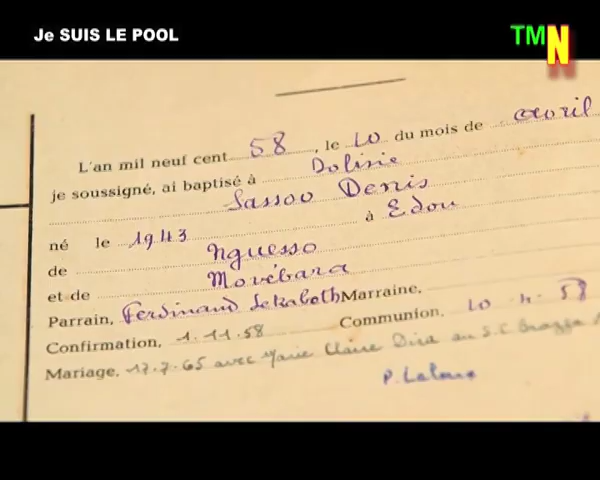 Je SUIS LE POOL
TMN
L'an mil neuf cent 58, le 10 du mois de avril
je soussigné, ai baptisé à Dolisie
Sassou Denis
né le 1943 à Edou
de Nguesso
et de Movébara
Parrain, Ferdinand Marraine,
Confirmation, 1.11.58 Communion, 10 4.58
Mariage, 17.7.65 avec Marie Claire au S.C Brazza